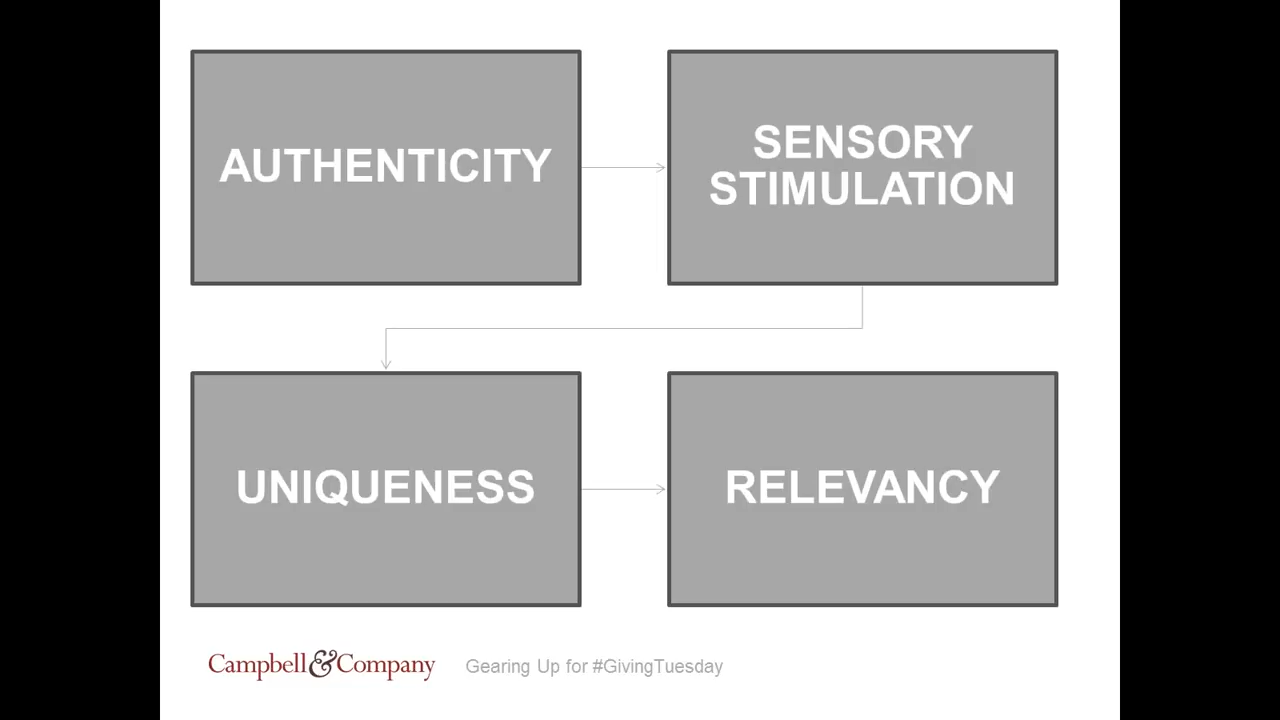 AUTHENTICITY
SENSORY
STIMULATION
UNIQUENESS
RELEVANCY
Campbell&Company
Gearing Up for #GivingTuesday